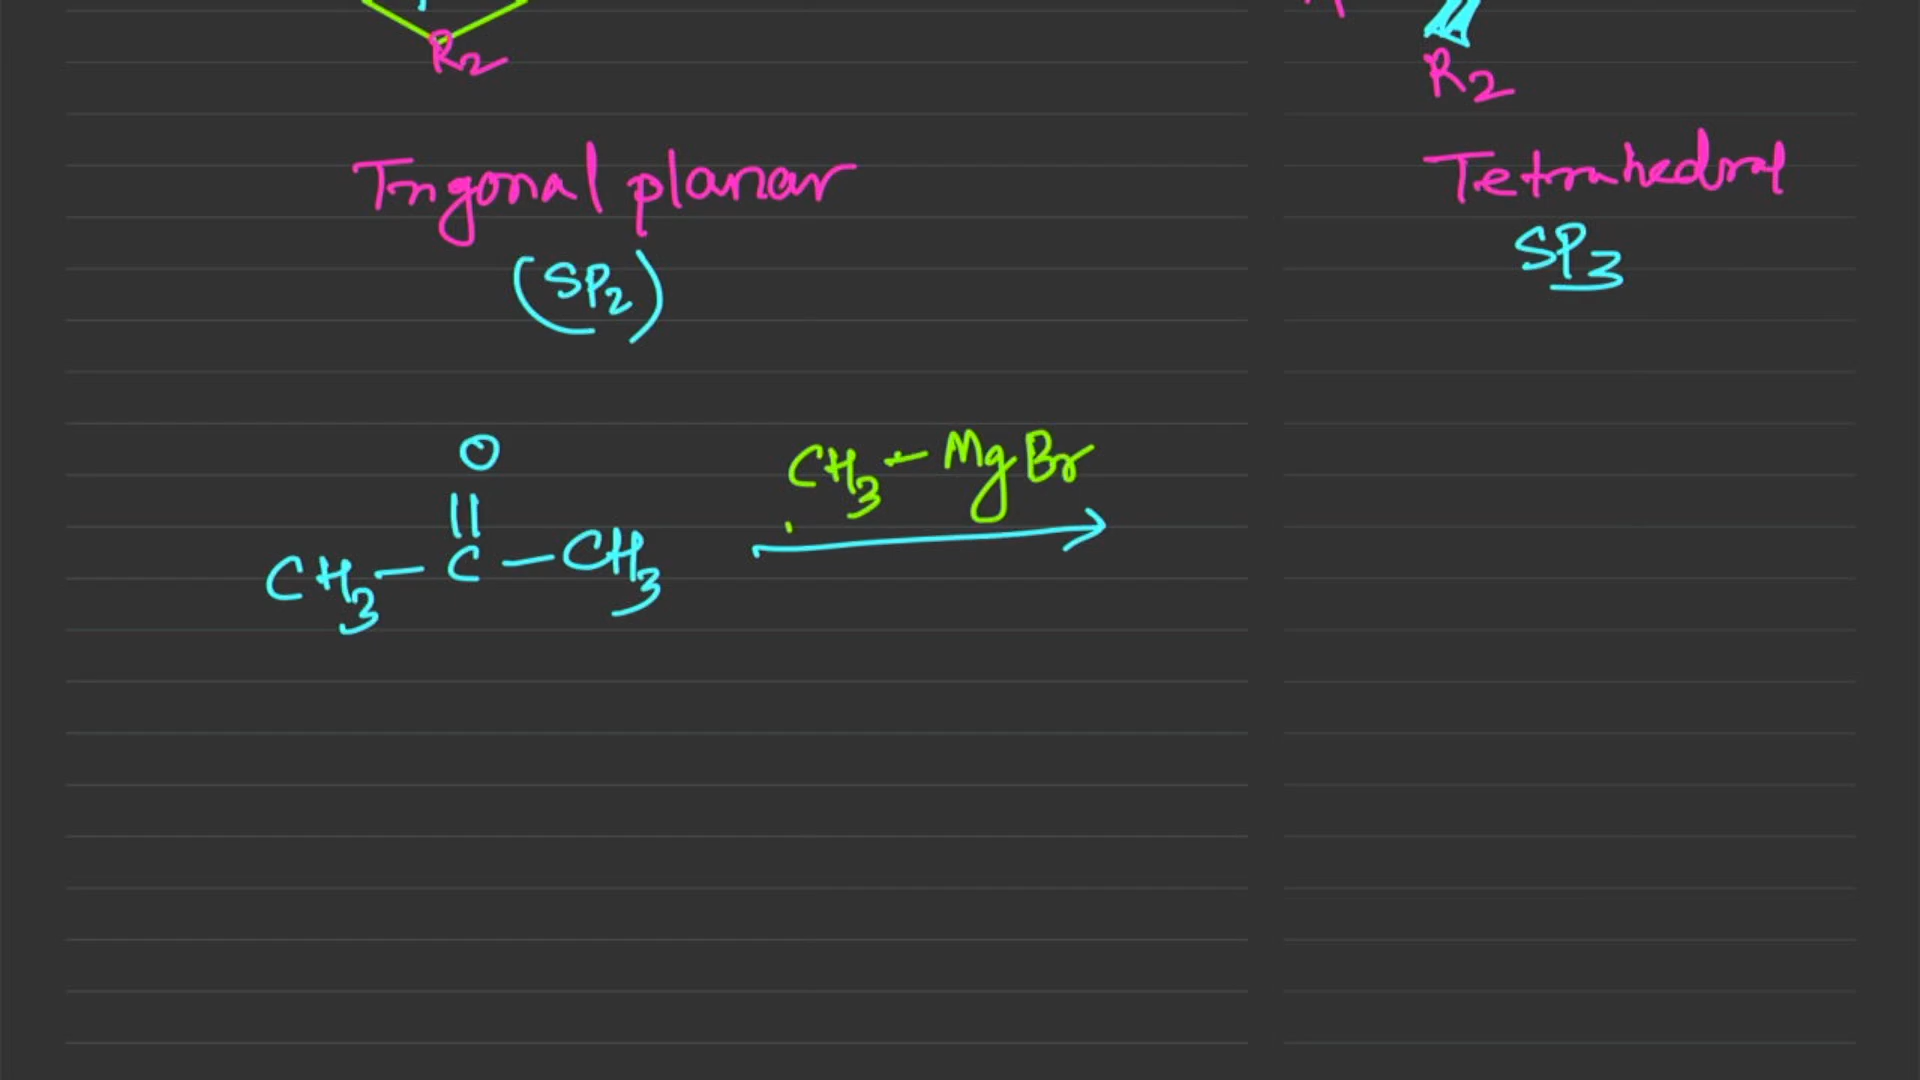 R2 R2
Trigonal planar Tetrahedral
(SP2) SP3
O
||
CH3-C-CH3 CH3-MgBr →